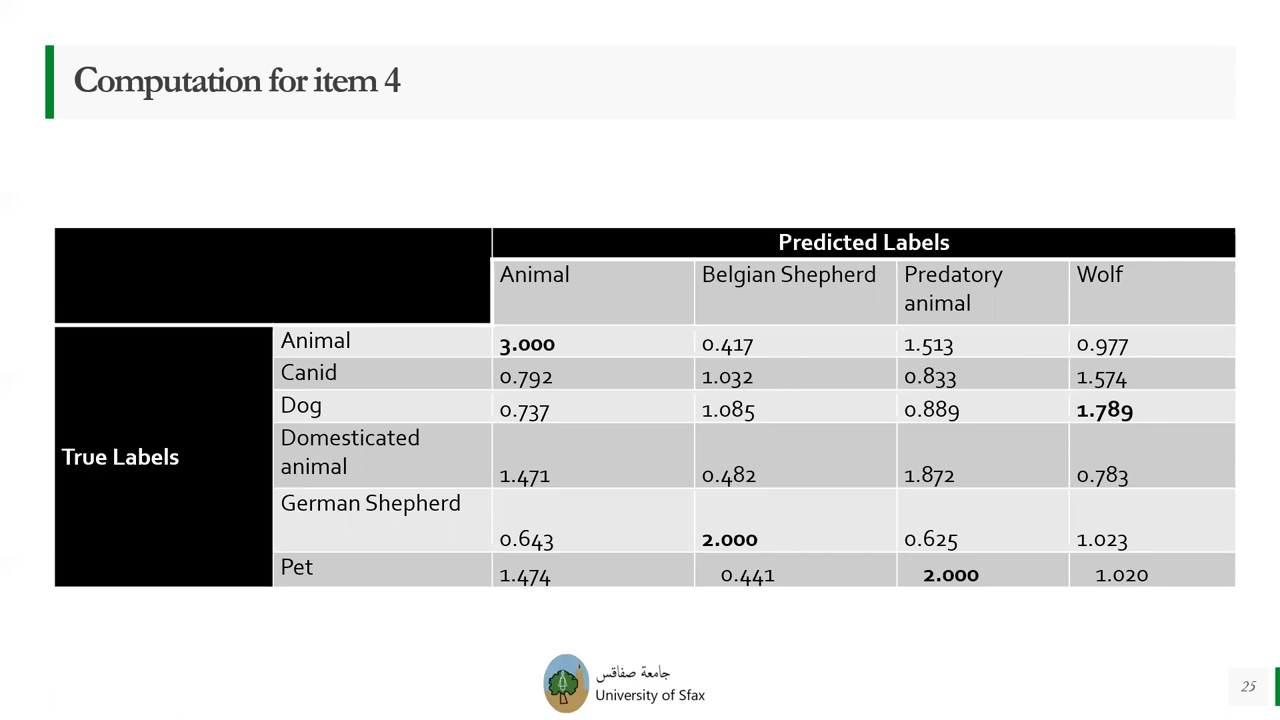 Computation for item 4
Predicted Labels
Animal Belgian Shepherd Predatory animal Wolf
True Labels
Animal 3.000 0.417 1.513 0.977
Canid 0.792 1.032 0.833 1.574
Dog 0.737 1.085 0.889 1.789
Domesticated animal 1.471 0.482 1.872 0.783
German Shepherd 0.643 2.000 0.625 1.023
Pet 1.474 0.441 2.000 1.020
جامعة صفاقس
University of Sfax
25